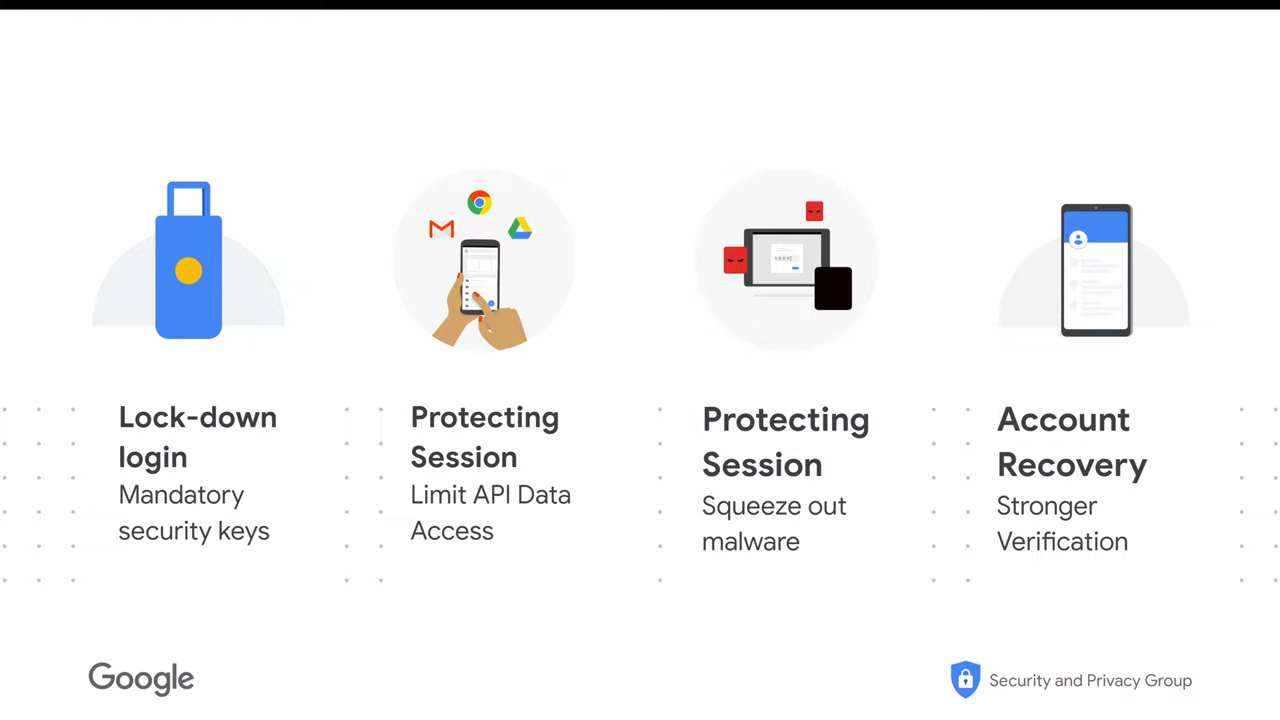 Lock-down
login
Mandatory
security keys
Protecting
Session
Limit API Data
Access
Protecting
Session
Squeeze out
malware
Account
Recovery
Stronger
Verification
Google
Security and Privacy Group